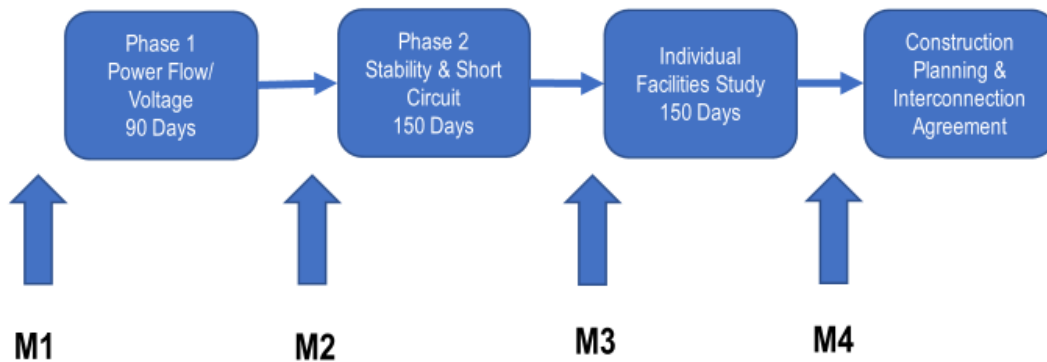 Phase 1
Power Flow/
Voltage
90 Days
Phase 2
Stability & Short
Circuit
150 Days
Individual
Facilities Study
150 Days
Construction
Planning &
Interconnection
Agreement
M1
M2
M3
M4